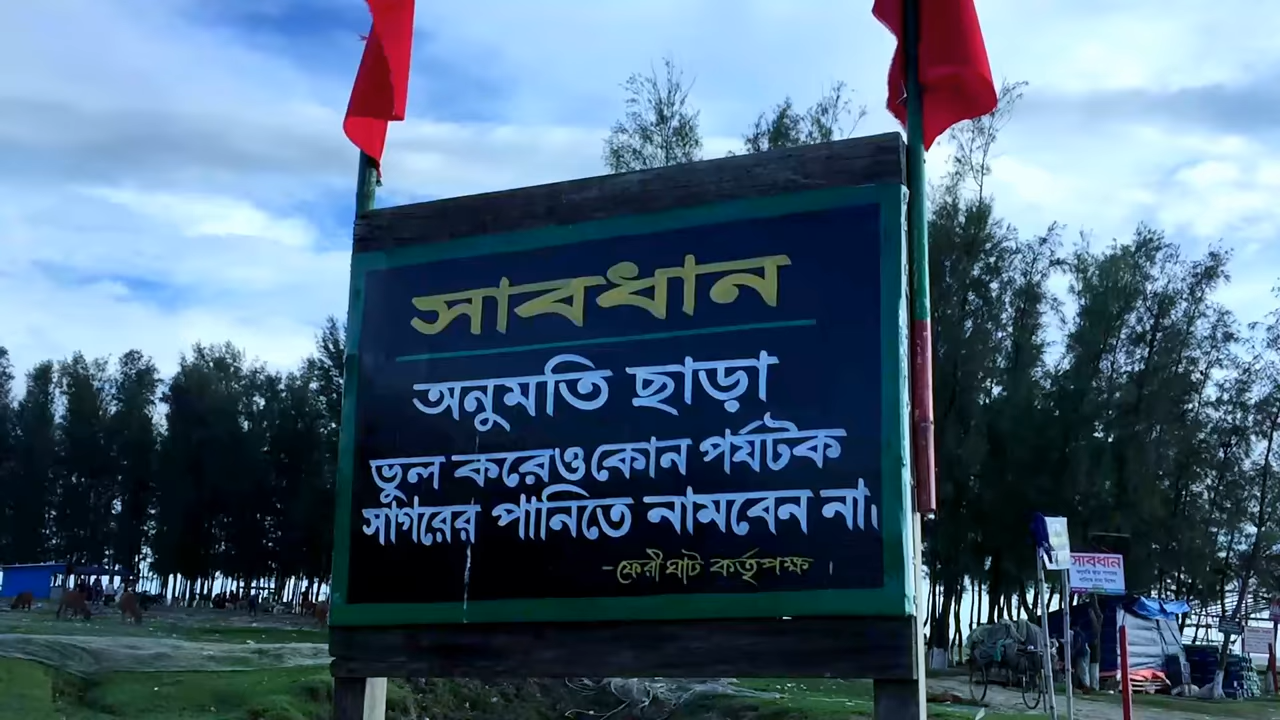 সাবধান
অনুমতি ছাড়া
ভুল করেও কোন পর্যটক
সাগরের পানিতে নামবেন না।
-ফেরী ঘাট কর্তৃপক্ষ ।
সাবধান